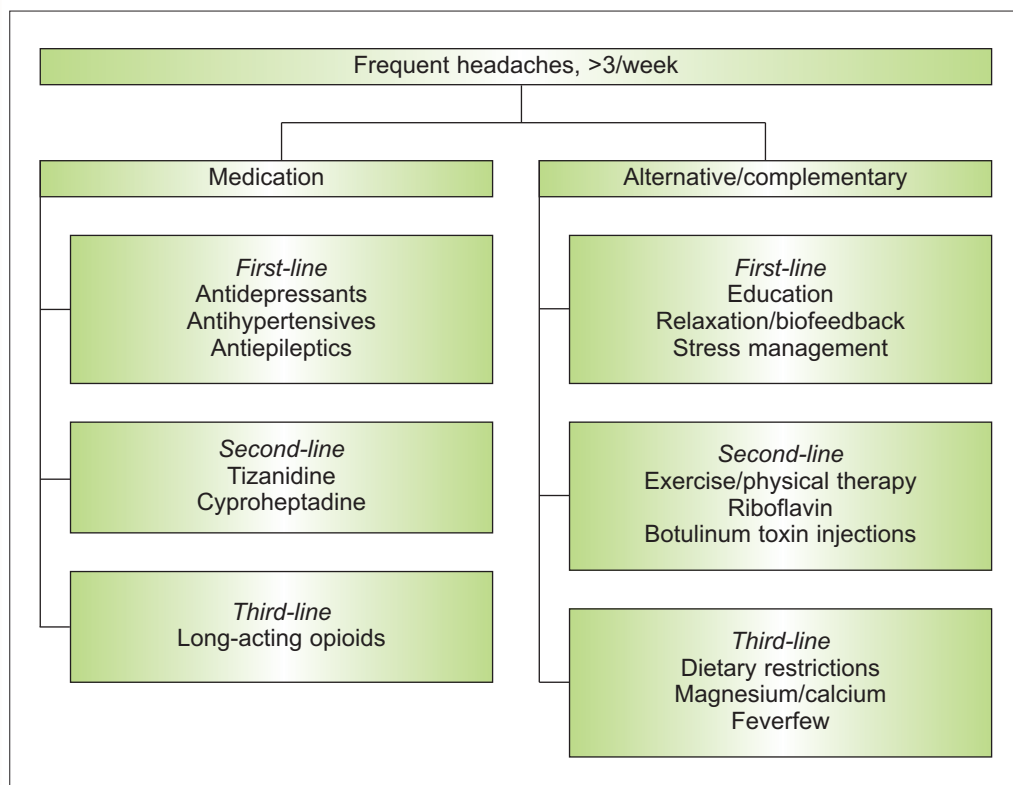 Frequent headaches, >3/week
Medication
First-line
Antidepressants
Antihypertensives
Antiepileptics
Second-line
Tizanidine
Cyproheptadine
Third-line
Long-acting opioids
Alternative/complementary
First-line
Education
Relaxation/biofeedback
Stress management
Second-line
Exercise/physical therapy
Riboflavin
Botulinum toxin injections
Third-line
Dietary restrictions
Magnesium/calcium
Feverfew